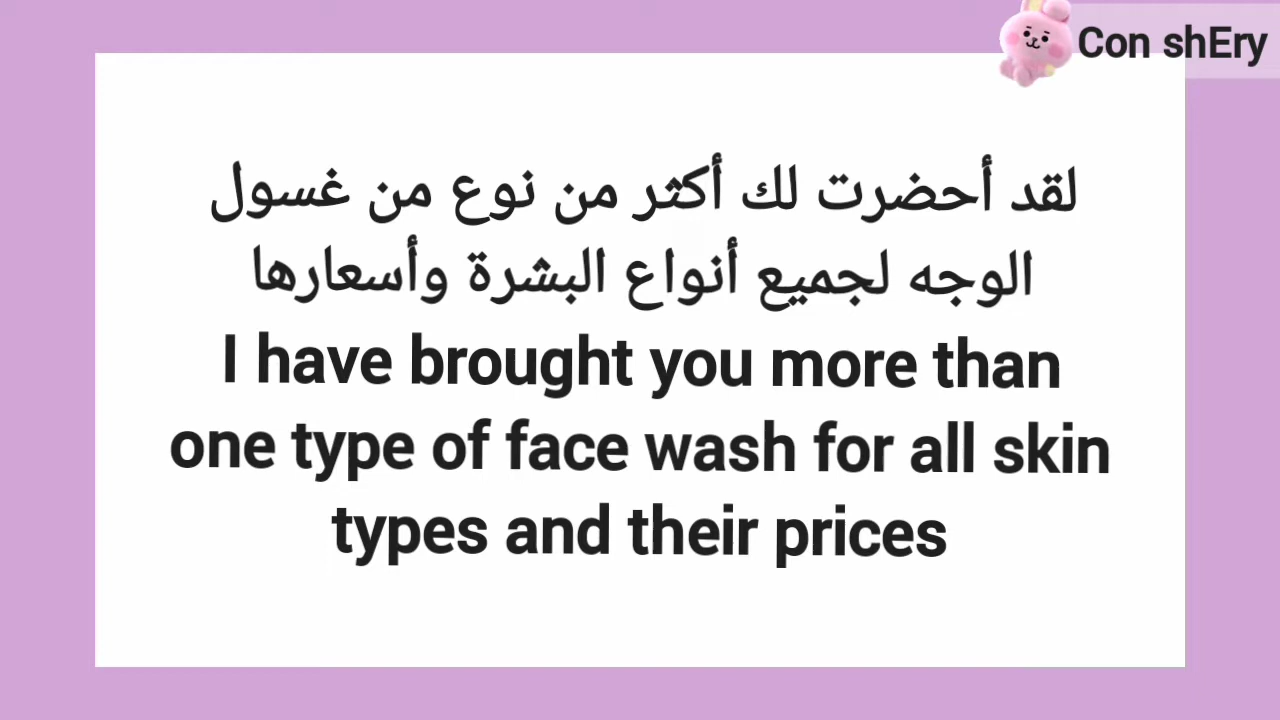 Con shEry
لقد أحضرت لك أكثر من نوع من غسول
الوجه لجميع أنواع البشرة وأسعارها
I have brought you more than
one type of face wash for all skin
types and their prices